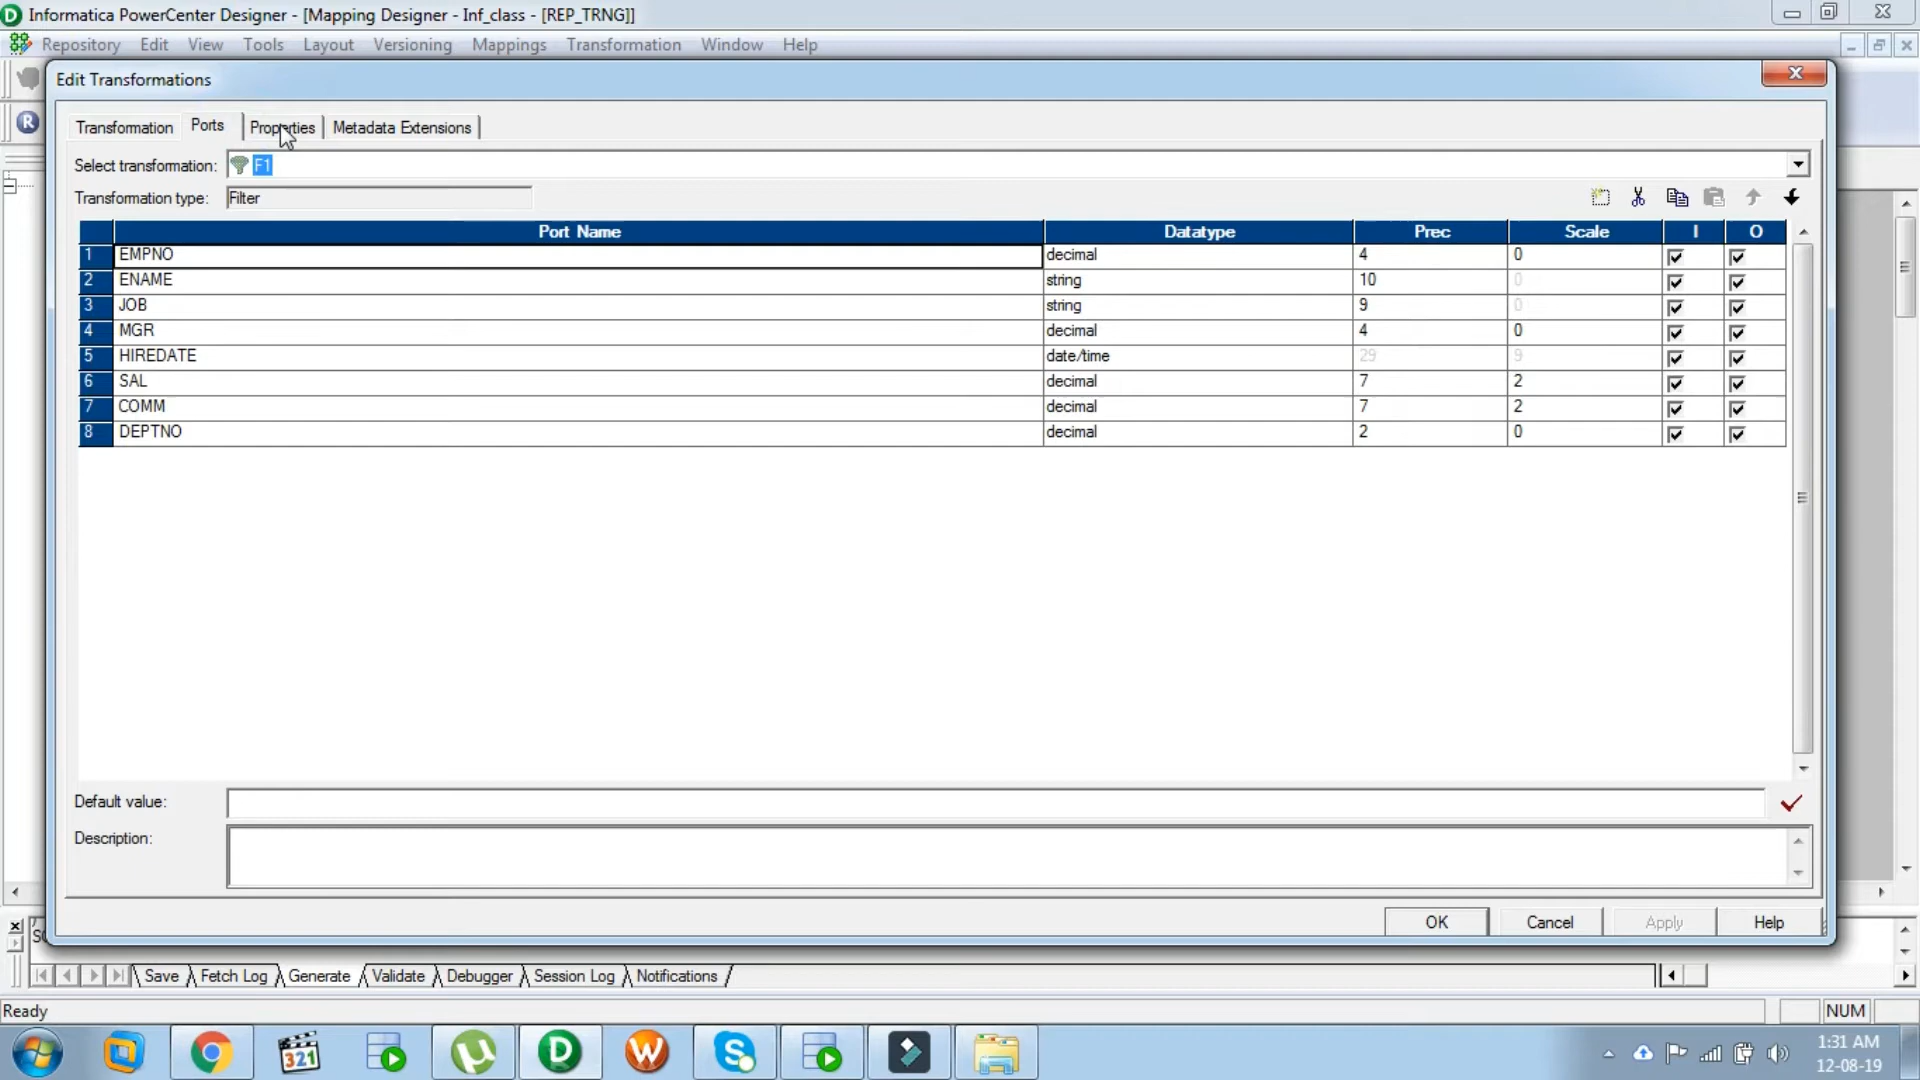 Informatica PowerCenter Designer - [Mapping Designer - Inf_class - [REP_TRNG]]
Repository Edit View Tools Layout Versioning Mappings Transformation Window Help
Edit Transformations
Transformation Ports Properties Metadata Extensions
Select transformation: F1
Transformation type: Filter
Port Name Datatype Prec Scale I O
1 EMPNO decimal 4 0
2 ENAME string 10 0
3 JOB string 9 0
4 MGR decimal 4 0
5 HIREDATE date/time 29 9
6 SAL decimal 7 2
7 COMM decimal 7 2
8 DEPTNO decimal 2 0
Default value:
Description:
OK Cancel Apply Help
Save Fetch Log Generate Validate Debugger Session Log Notifications
Ready NUM
1:31 AM
12-08-19